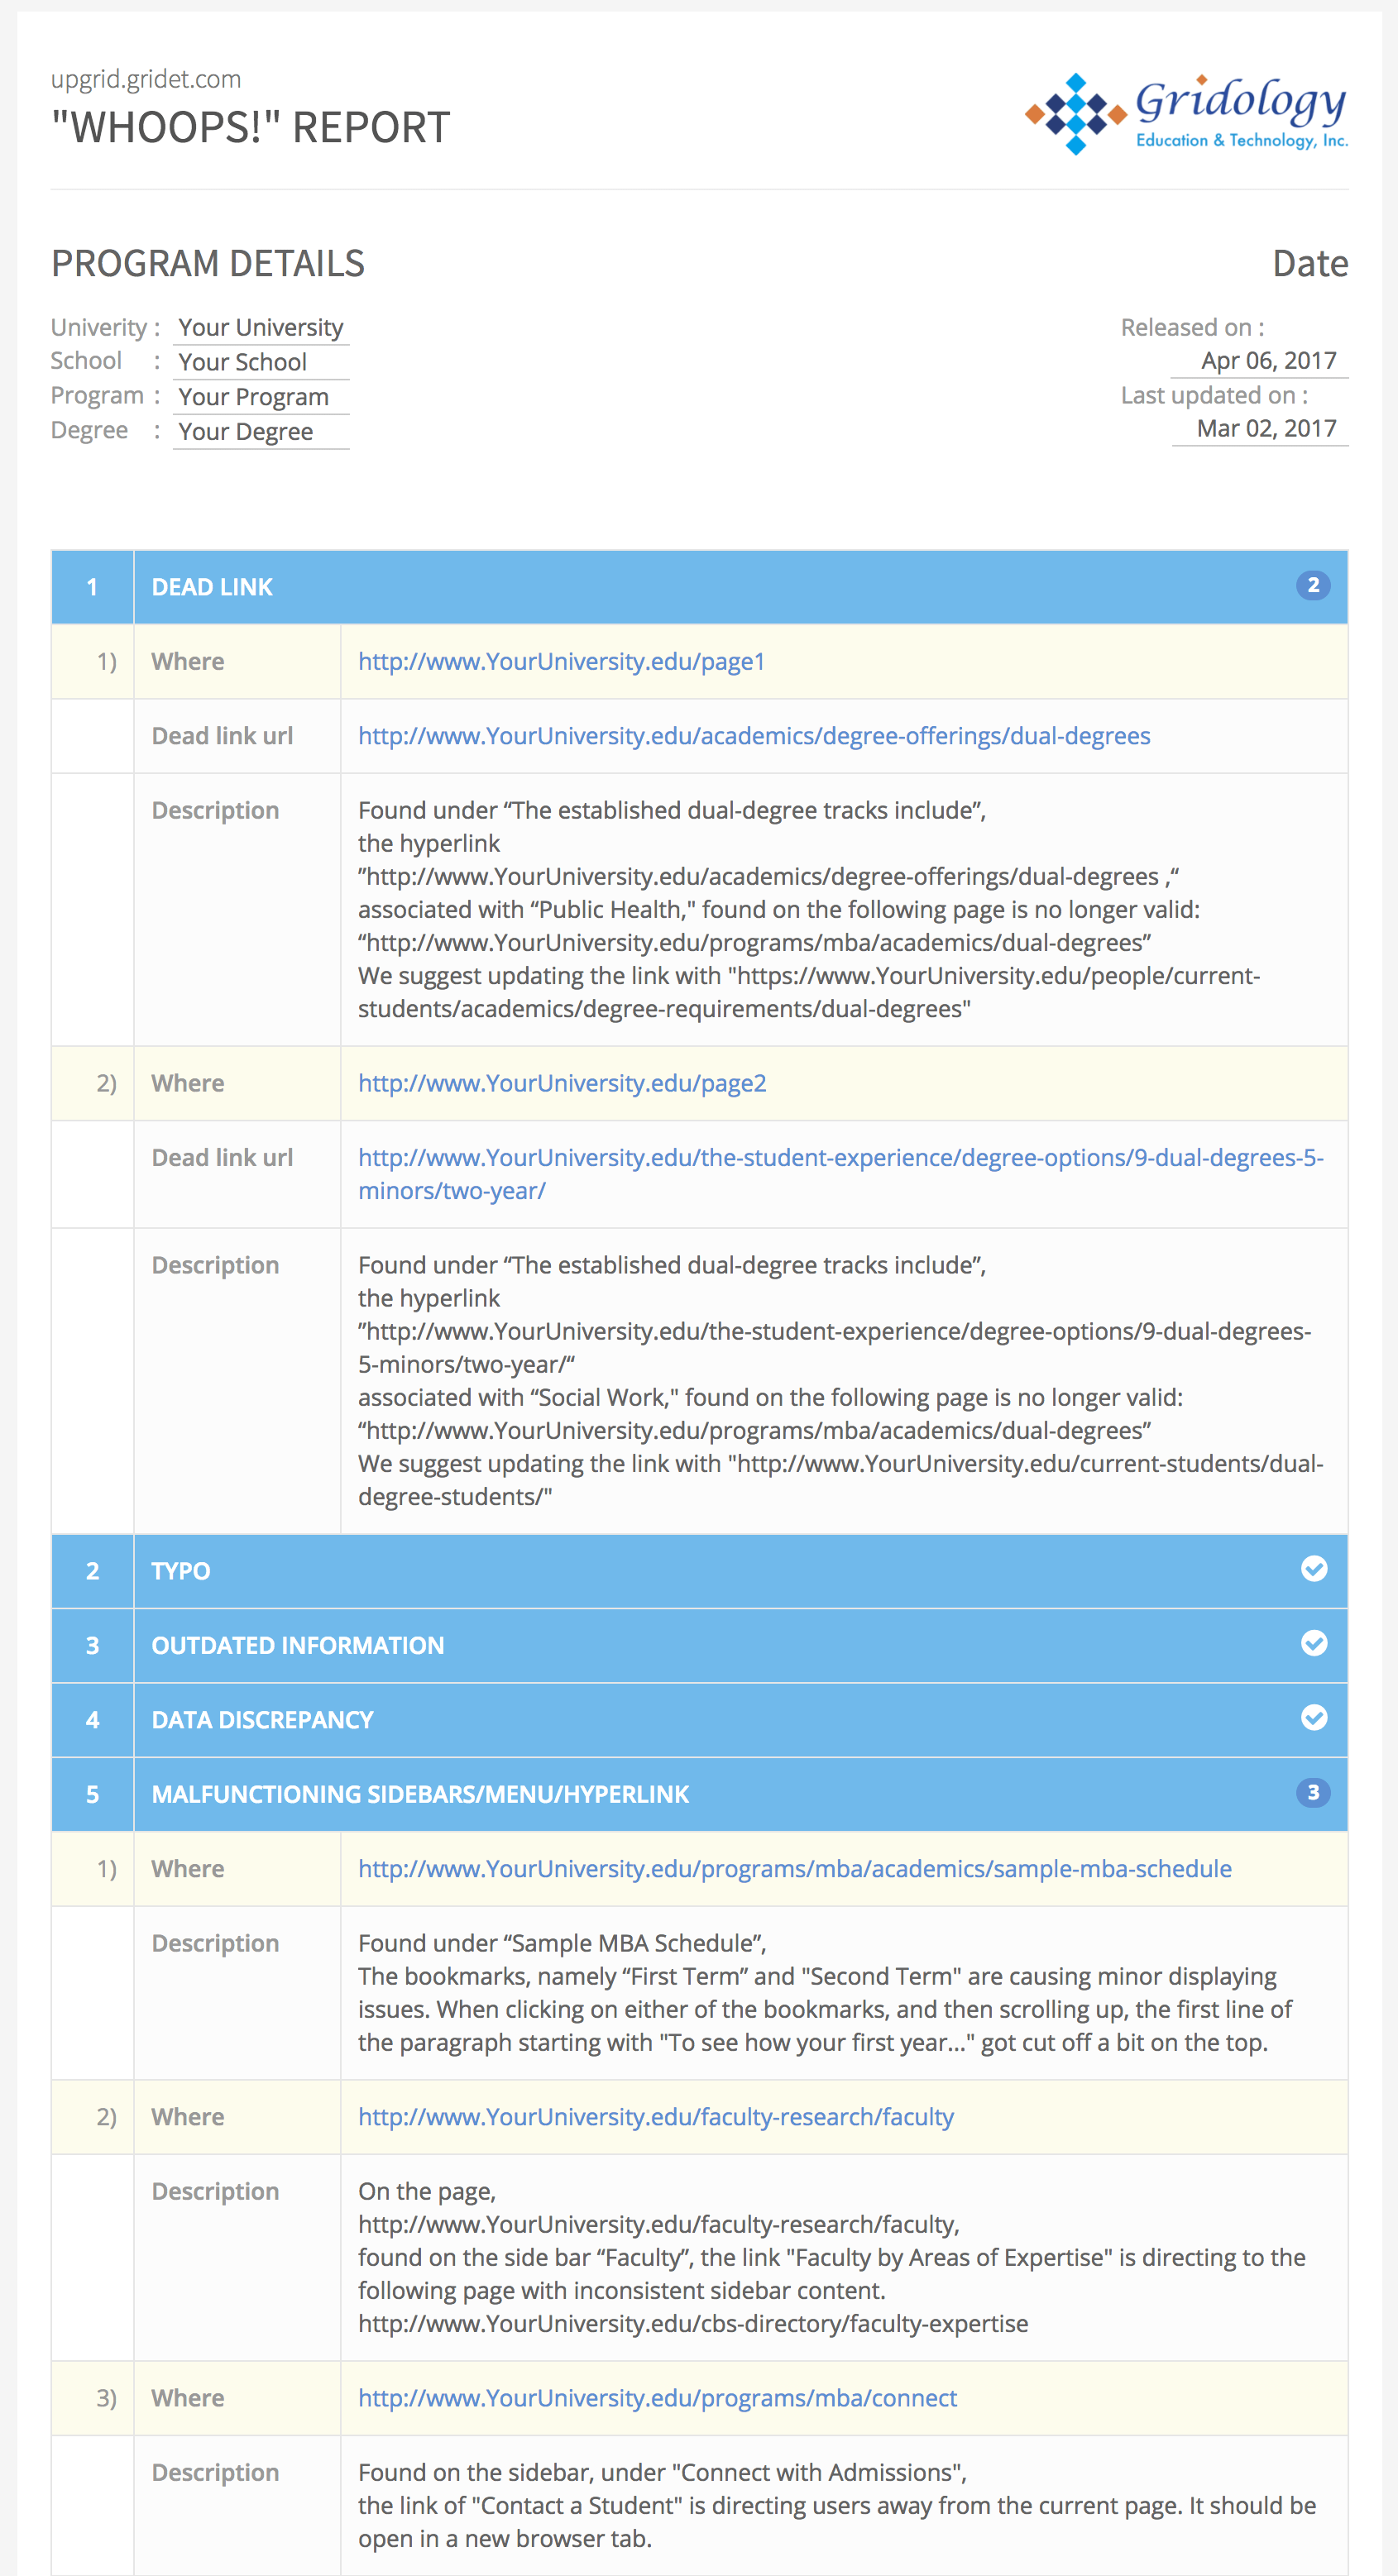 upgrid.gridet.com
"WHOOPS!" REPORT
Gridology
Education & Technology, Inc.
PROGRAM DETAILS
Univerity : Your University
School : Your School
Program : Your Program
Degree : Your Degree
Date
Released on :
Apr 06, 2017
Last updated on :
Mar 02, 2017
1 DEAD LINK 2
1) Where http://www.YourUniversity.edu/page1
Dead link url http://www.YourUniversity.edu/academics/degree-offerings/dual-degrees
Description Found under “The established dual-degree tracks include”,
the hyperlink
”http://www.YourUniversity.edu/academics/degree-offerings/dual-degrees ,“
associated with “Public Health," found on the following page is no longer valid:
“http://www.YourUniversity.edu/programs/mba/academics/dual-degrees”
We suggest updating the link with "https://www.YourUniversity.edu/people/current-
students/academics/degree-requirements/dual-degrees"
2) Where http://www.YourUniversity.edu/page2
Dead link url http://www.YourUniversity.edu/the-student-experience/degree-options/9-dual-degrees-5-
minors/two-year/
Description Found under “The established dual-degree tracks include”,
the hyperlink
”http://www.YourUniversity.edu/the-student-experience/degree-options/9-dual-degrees-
5-minors/two-year/“
associated with “Social Work," found on the following page is no longer valid:
“http://www.YourUniversity.edu/programs/mba/academics/dual-degrees”
We suggest updating the link with "http://www.YourUniversity.edu/current-students/dual-
degree-students/"
2 TYPO
3 OUTDATED INFORMATION
4 DATA DISCREPANCY
5 MALFUNCTIONING SIDEBARS/MENU/HYPERLINK 3
1) Where http://www.YourUniversity.edu/programs/mba/academics/sample-mba-schedule
Description Found under “Sample MBA Schedule”,
The bookmarks, namely “First Term” and "Second Term" are causing minor displaying
issues. When clicking on either of the bookmarks, and then scrolling up, the first line of
the paragraph starting with "To see how your first year..." got cut off a bit on the top.
2) Where http://www.YourUniversity.edu/faculty-research/faculty
Description On the page,
http://www.YourUniversity.edu/faculty-research/faculty,
found on the side bar “Faculty”, the link "Faculty by Areas of Expertise" is directing to the
following page with inconsistent sidebar content.
http://www.YourUniversity.edu/cbs-directory/faculty-expertise
3) Where http://www.YourUniversity.edu/programs/mba/connect
Description Found on the sidebar, under "Connect with Admissions",
the link of "Contact a Student" is directing users away from the current page. It should be
open in a new browser tab.